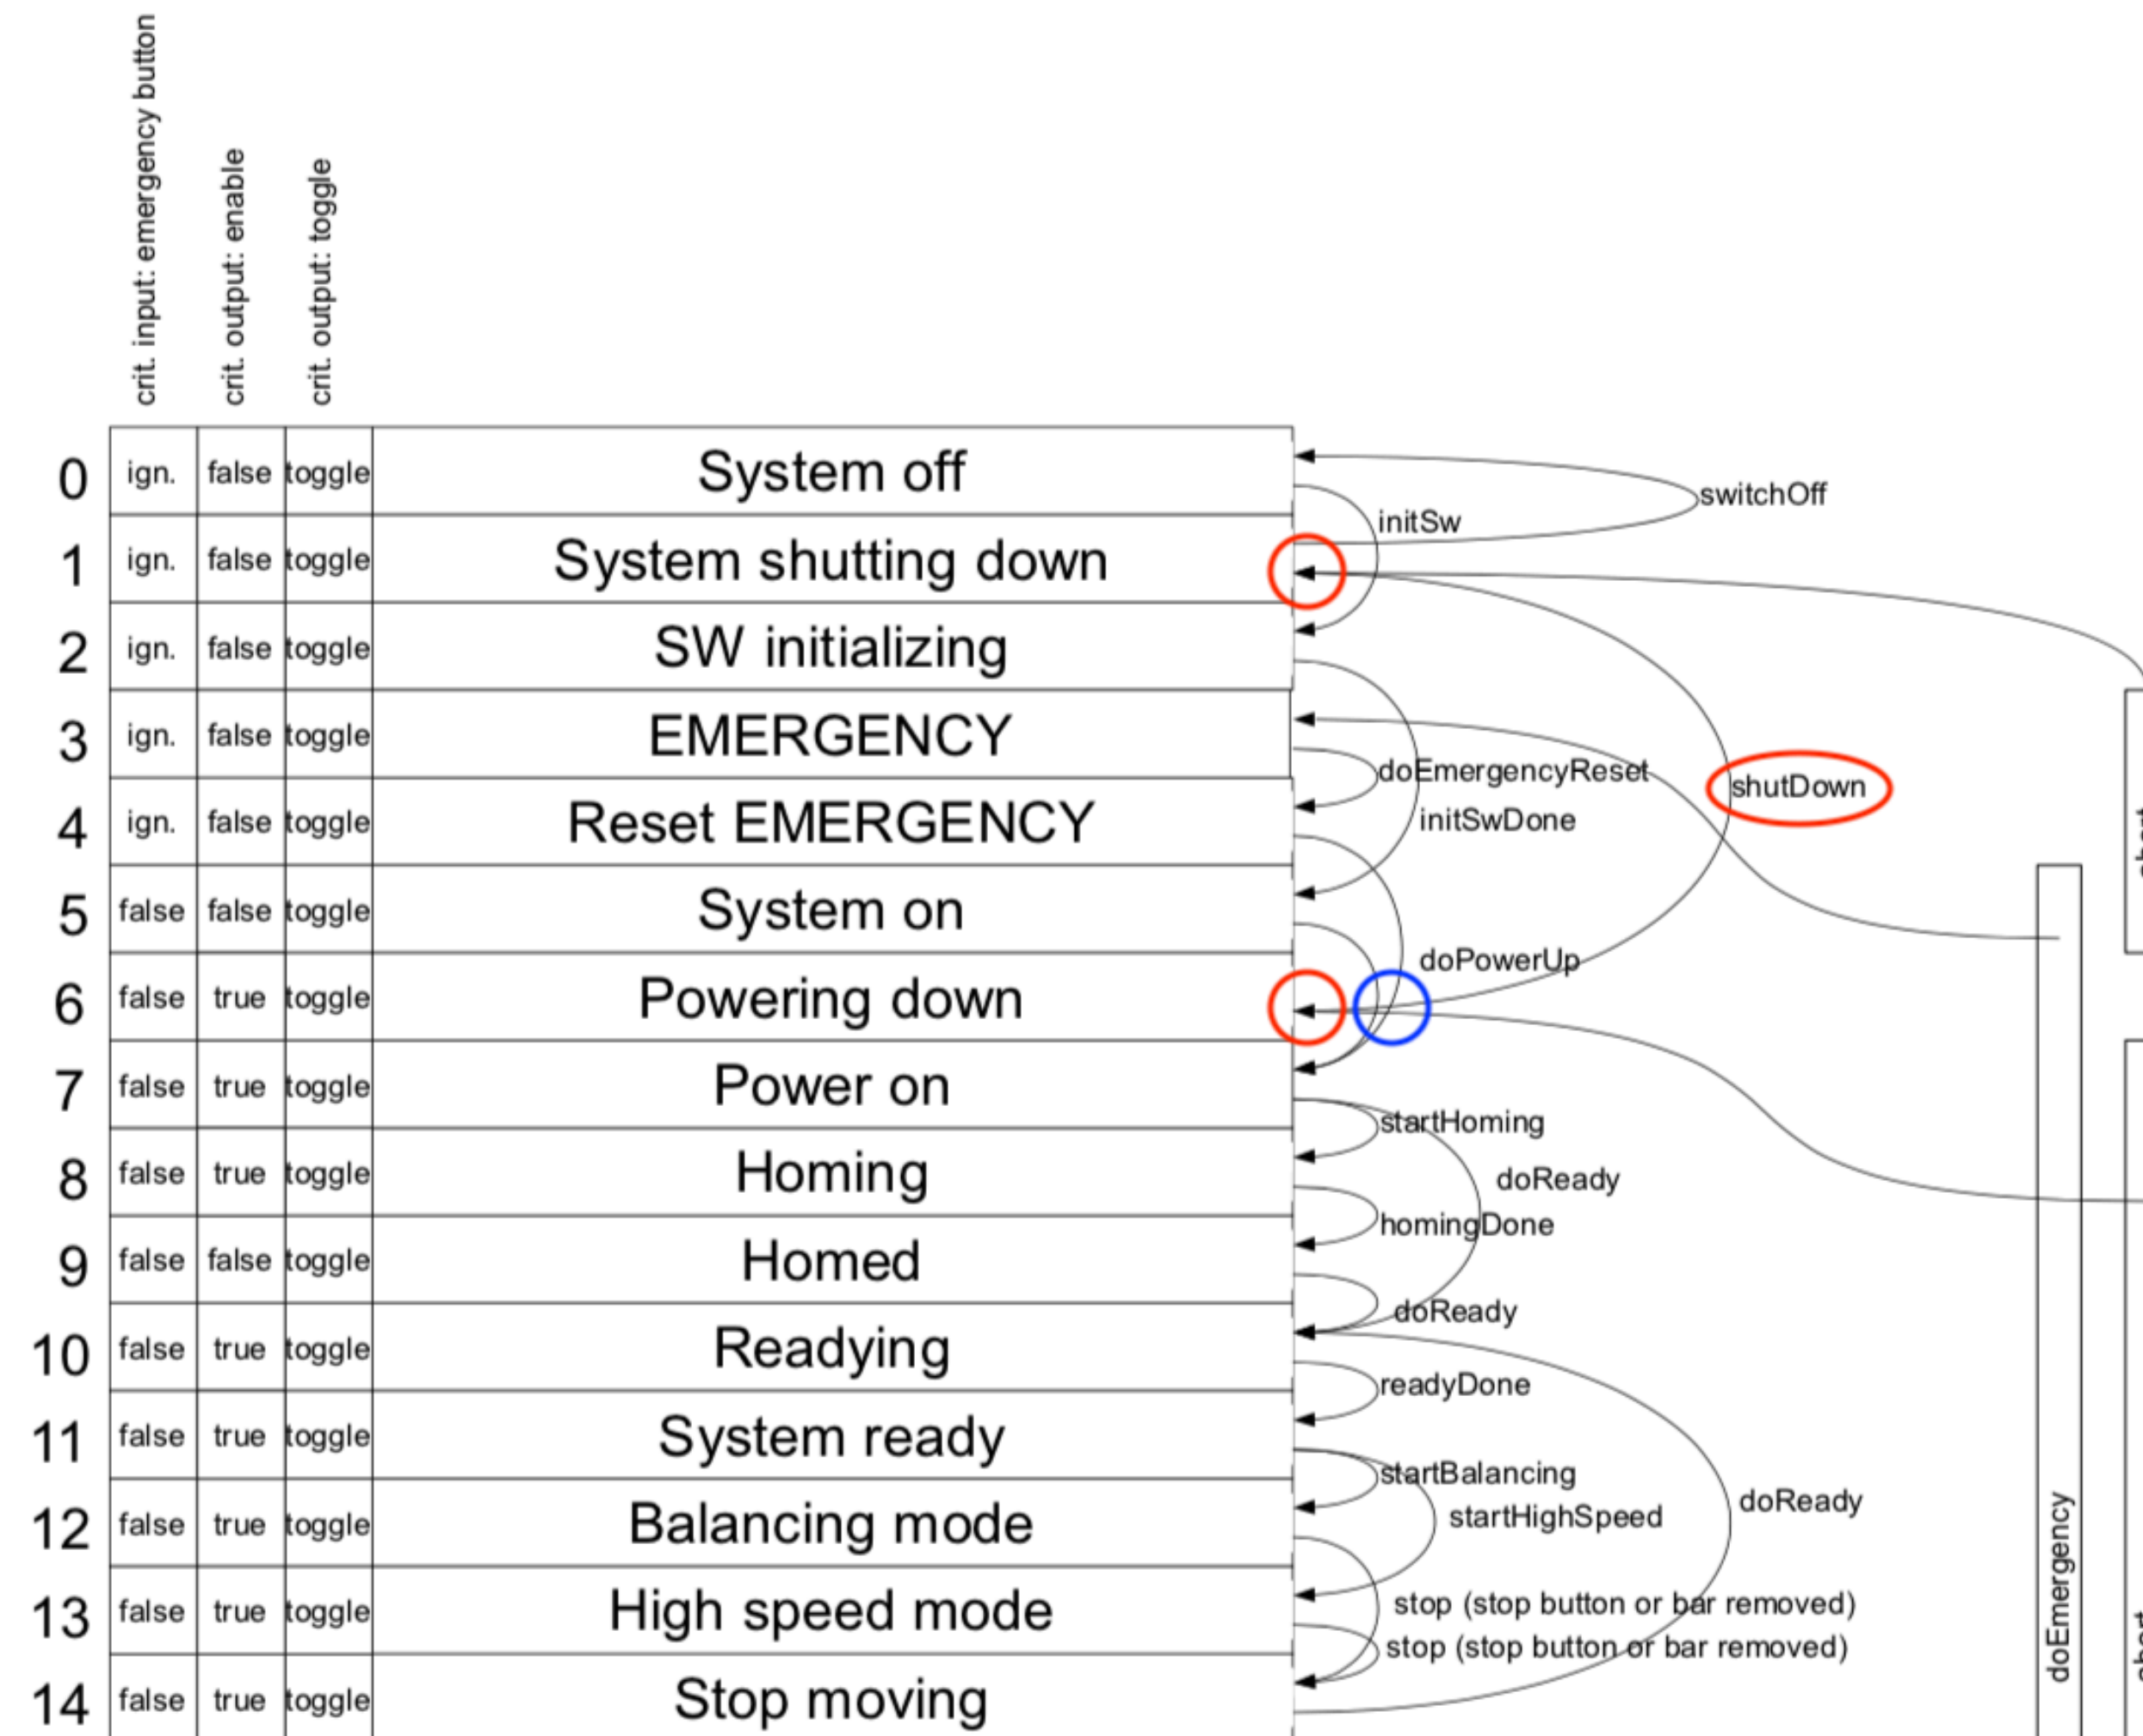 crit. input: emergency button
crit. output: enable
crit. output: toggle
0 ign. false toggle System off
switchOff
initSw
1 ign. false toggle System shutting down
2 ign. false toggle SW initializing
3 ign. false toggle EMERGENCY
doEmergencyReset
shutDown
4 ign. false toggle Reset EMERGENCY
initSwDone
5 false false toggle System on
doPowerUp
6 false true toggle Powering down
7 false true toggle Power on
startHoming
8 false true toggle Homing
doReady
homingDone
9 false false toggle Homed
doReady
10 false true toggle Readying
readyDone
11 false true toggle System ready
startBalancing
doReady
startHighSpeed
12 false true toggle Balancing mode
doEmergency
13 false true toggle High speed mode
stop (stop button or bar removed)
stop (stop button or bar removed)
14 false true toggle Stop moving